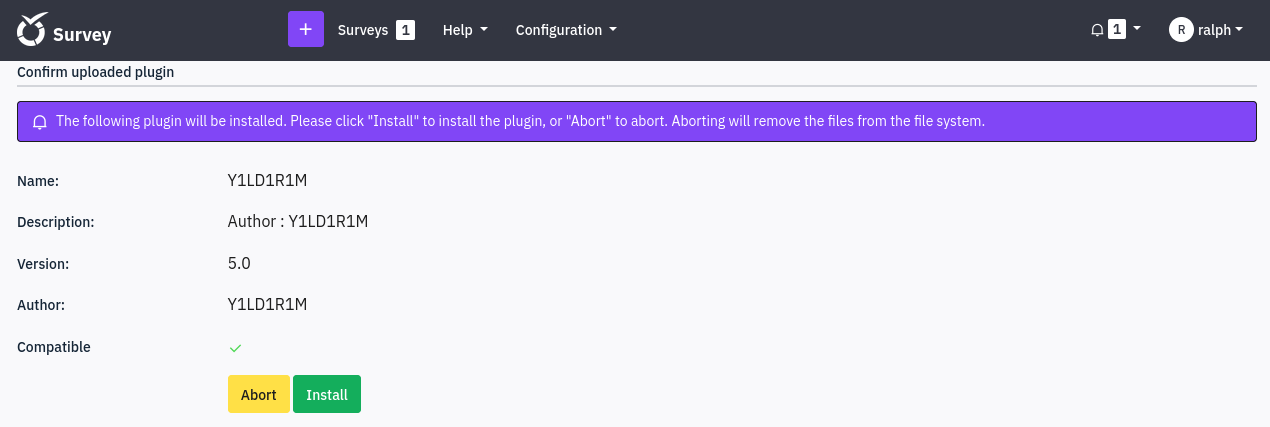 Survey + Surveys 1 Help Configuration 1 R ralph
Confirm uploaded plugin
The following plugin will be installed. Please click "Install" to install the plugin, or "Abort" to abort. Aborting will remove the files from the file system.
Name: Y1LD1R1M
Description: Author : Y1LD1R1M
Version: 5.0
Author: Y1LD1R1M
Compatible
Abort Install